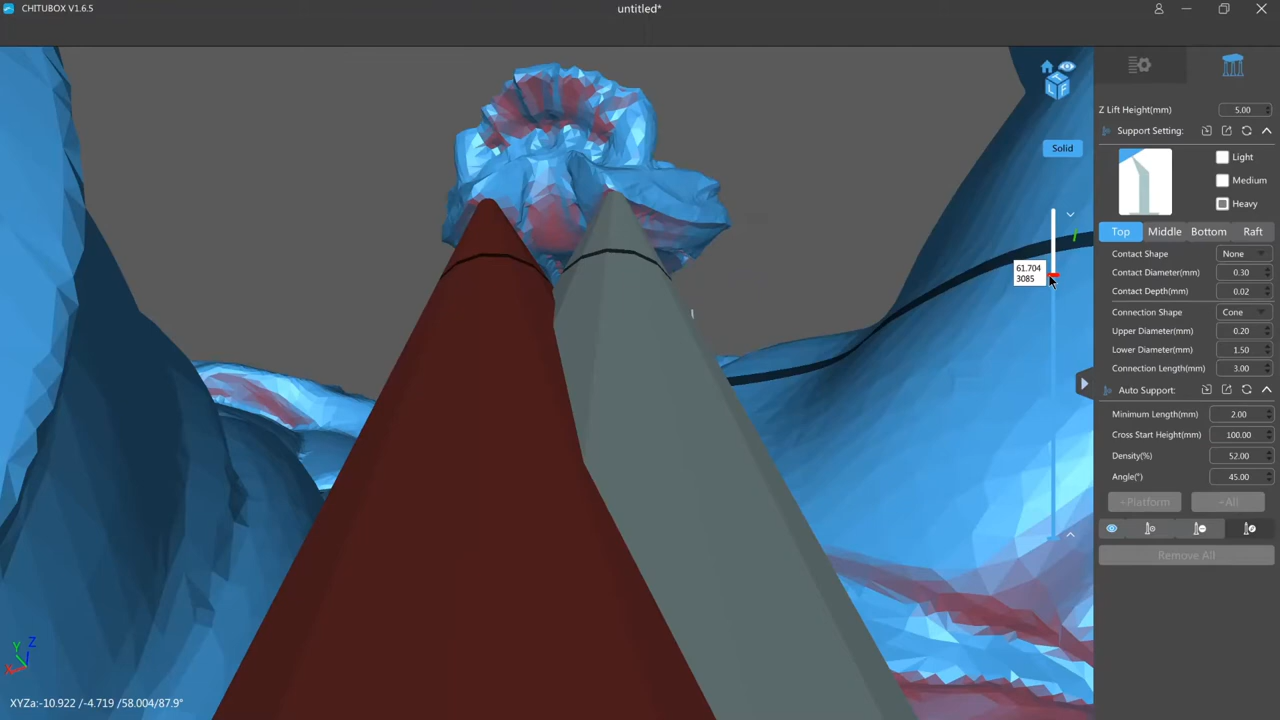 CHITUBOX V1.6.5
untitled*
Z Lift Height(mm) 5.00
Support Setting:
Light
Medium
Heavy
Solid
Top Middle Bottom Raft
Contact Shape None
Contact Diameter(mm) 0.30
Contact Depth(mm) 0.02
Connection Shape Cone
Upper Diameter(mm) 0.20
Lower Diameter(mm) 1.50
Connection Length(mm) 3.00
61.704
3085
Auto Support:
Minimum Length(mm) 2.00
Cross Start Height(mm) 100.00
Density(%) 52.00
Angle(°) 45.00
+Platform +All
Remove All
Y Z
X
XYZa:-10.922 /-4.719 /58.004/87.9°